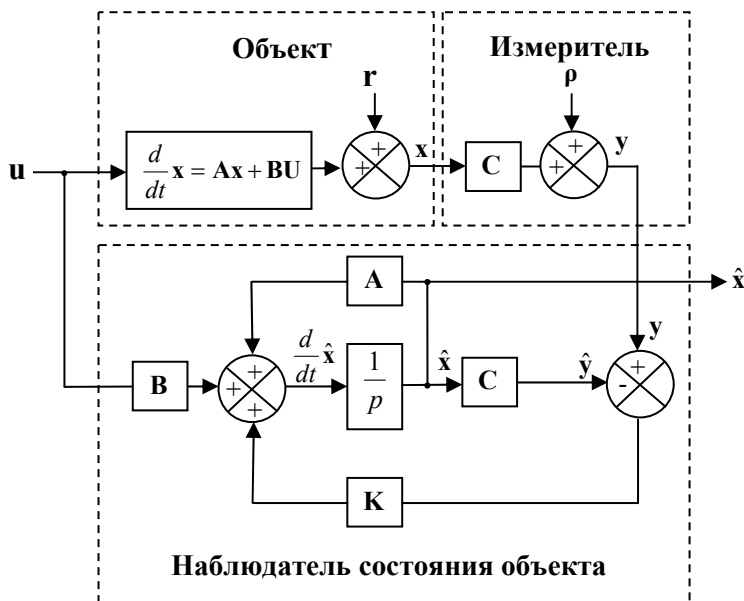 Объект
Измеритель
r
ρ
u
d/dt x = Ax + BU
+
+
x
C
+
+
y
A
x̂
y
B
+
+
+
d/dt x̂
1/p
x̂
C
ŷ
+
-
K
Наблюдатель состояния объекта